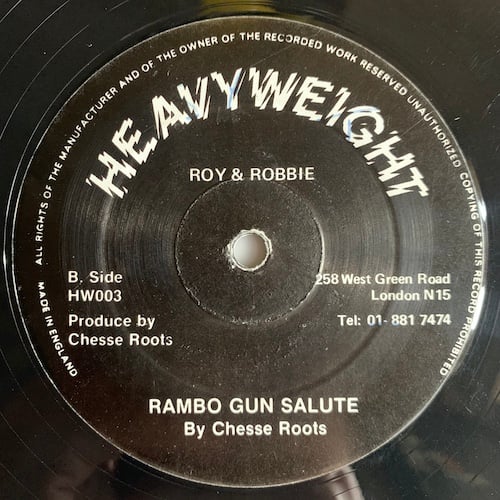 ALL RIGHTS OF THE MANUFACTURER AND OF THE OWNER OF THE RECORDED WORK RESERVED UNAUTHORIZED COPYING OF THIS RECORD PROHIBITED
HEAVYWEIGHT
ROY & ROBBIE
B. Side
HW003
Produce by
Chesse Roots
258 West Green Road
London N15
Tel: 01- 881 7474
MADE IN ENGLAND
RAMBO GUN SALUTE
By Chesse Roots